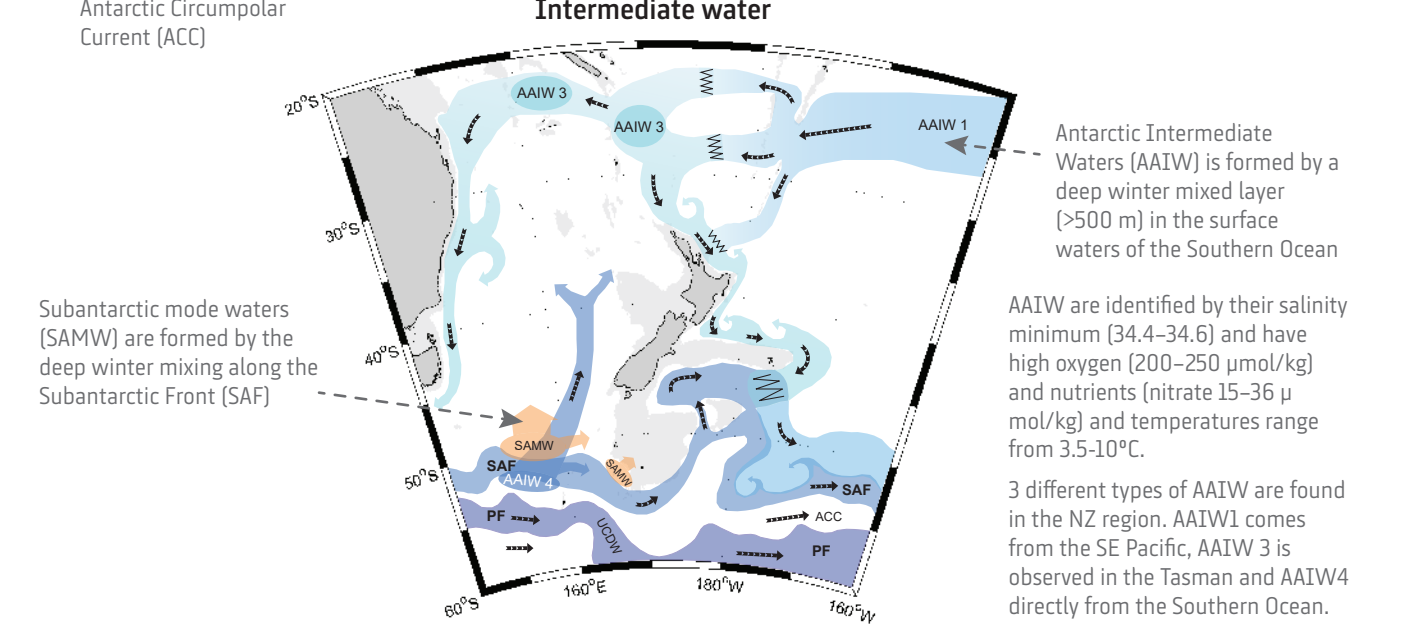 Antarctic Circumpolar
Current (ACC)
Intermediate water
20°S
30°S
40°S
50°S
60°S
160°E
180°W
160°W
AAIW 3
AAIW 3
AAIW 1
SAMW
SAF
AAIW 4
SAMW
SAF
ACC
PF
UCDW
PF
Subantarctic mode waters
(SAMW) are formed by the
deep winter mixing along the
Subantarctic Front (SAF)
Antarctic Intermediate
Waters (AAIW) is formed by a
deep winter mixed layer
(>500 m) in the surface
waters of the Southern Ocean
AAIW are identified by their salinity
minimum (34.4–34.6) and have
high oxygen (200–250 µmol/kg)
and nutrients (nitrate 15–36 µ
mol/kg) and temperatures range
from 3.5-10ºC.
3 different types of AAIW are found
in the NZ region. AAIW1 comes
from the SE Pacific, AAIW 3 is
observed in the Tasman and AAIW4
directly from the Southern Ocean.